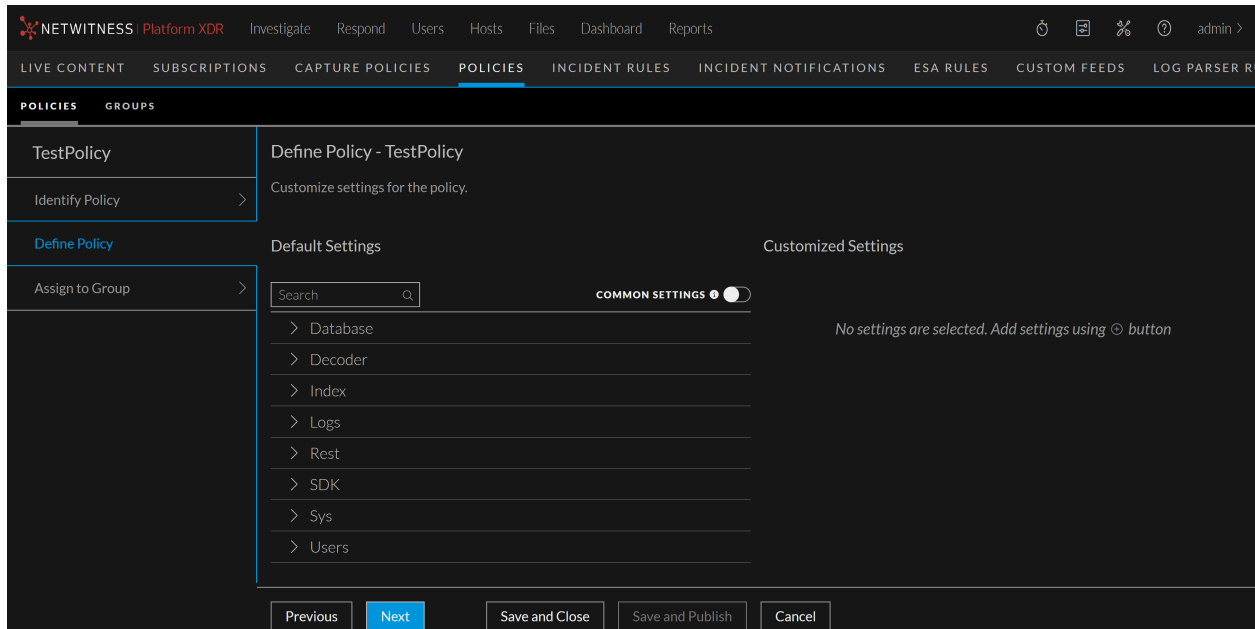 NETWITNESS Platform XDR Investigate Respond Users Hosts Files Dashboard Reports admin >
LIVE CONTENT SUBSCRIPTIONS CAPTURE POLICIES POLICIES INCIDENT RULES INCIDENT NOTIFICATIONS ESA RULES CUSTOM FEEDS LOG PARSER R
POLICIES GROUPS
TestPolicy
Define Policy - TestPolicy
Identify Policy
Customize settings for the policy.
Define Policy
Default Settings
Customized Settings
Assign to Group
Search
COMMON SETTINGS
Database
No settings are selected. Add settings using ⊕ button
Decoder
Index
Logs
Rest
SDK
Sys
Users
Previous Next Save and Close Save and Publish Cancel